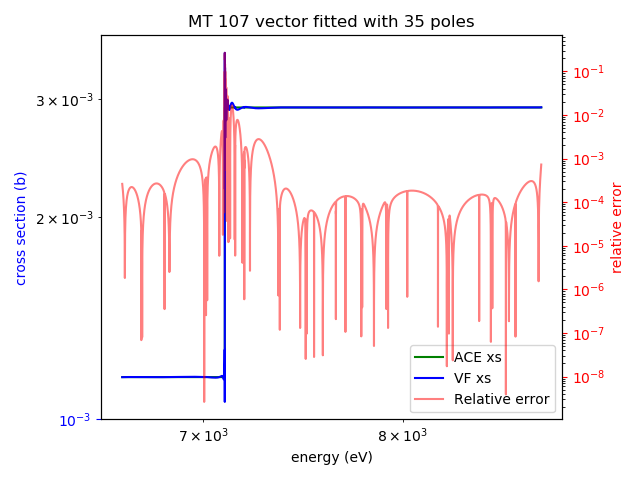 MT 107 vector fitted with 35 poles
cross section (b)
3 × 10⁻³
2 × 10⁻³
10⁻³
10⁻¹
10⁻²
10⁻³
10⁻⁴
10⁻⁵
10⁻⁶
10⁻⁷
10⁻⁸
relative error
ACE xs
VF xs
Relative error
7 × 10³
8 × 10³
energy (eV)